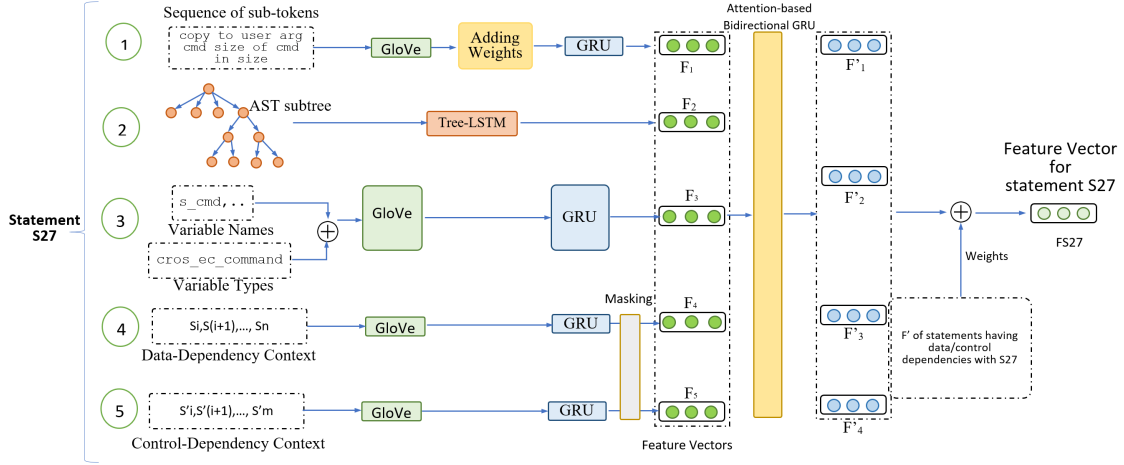 Statement
S27
1
Sequence of sub-tokens
copy to user arg
cmd size of cmd
in size
GloVe
Adding
Weights
GRU
F1
2
AST subtree
Tree-LSTM
F2
3
s_cmd,..
Variable Names
cros_ec_command
Variable Types
GloVe
GRU
F3
4
Si,S(i+1),..., Sn
Data-Dependency Context
GloVe
GRU
Masking
F4
5
S'i,S'(i+1),..., S'm
Control-Dependency Context
GloVe
GRU
F5
Feature Vectors
Attention-based
Bidirectional GRU
F'1
F'2
F'3
F'4
F' of statements having
data/control
dependencies with S27
Weights
Feature Vector
for
statement S27
FS27